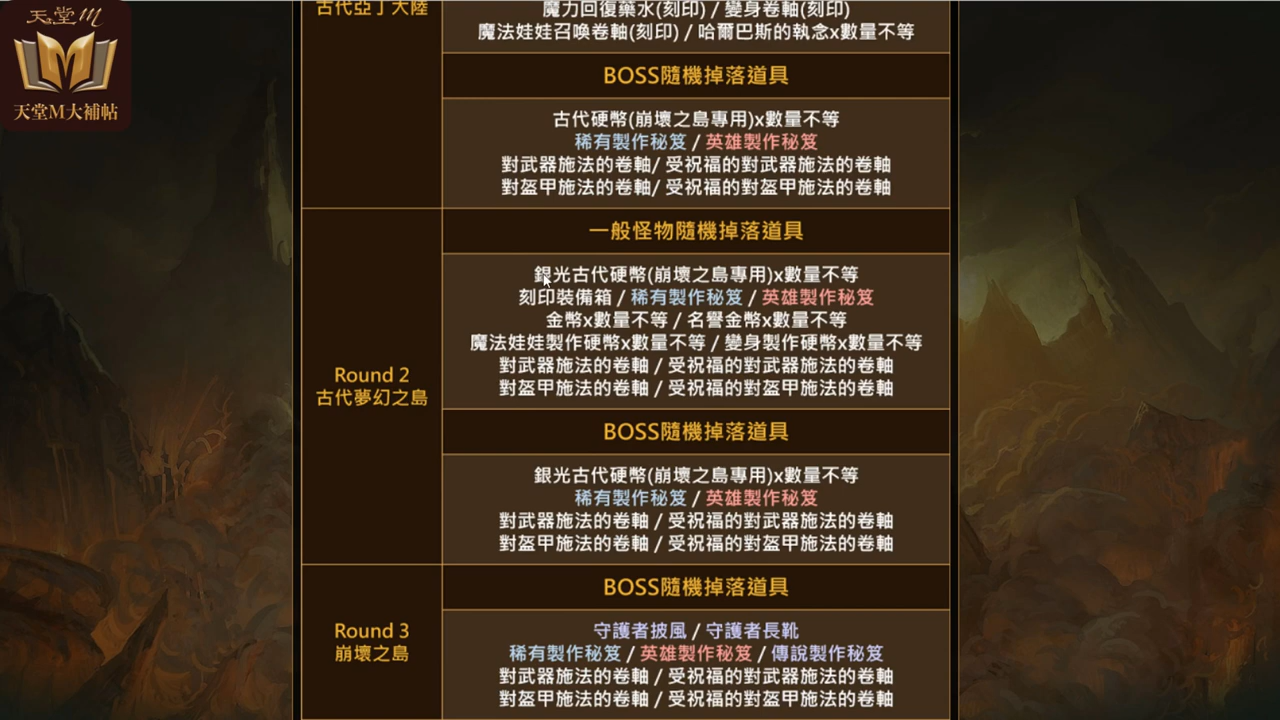 天堂M
天堂M大補帖
古代亞丁大陸
魔力回復藥水(刻印) / 變身卷軸(刻印)
魔法娃娃召喚卷軸(刻印) / 哈爾巴斯的執念x數量不等
BOSS隨機掉落道具
古代硬幣(崩壞之島專用)x數量不等
稀有製作秘笈 / 英雄製作秘笈
對武器施法的卷軸/ 受祝福的對武器施法的卷軸
對盔甲施法的卷軸/ 受祝福的對盔甲施法的卷軸
Round 2
古代夢幻之島
一般怪物隨機掉落道具
銀光古代硬幣(崩壞之島專用)x數量不等
刻印裝備箱 / 稀有製作秘笈 / 英雄製作秘笈
金幣x數量不等 / 名譽金幣x數量不等
魔法娃娃製作硬幣x數量不等 / 變身製作硬幣x數量不等
對武器施法的卷軸 / 受祝福的對武器施法的卷軸
對盔甲施法的卷軸 / 受祝福的對盔甲施法的卷軸
BOSS隨機掉落道具
銀光古代硬幣(崩壞之島專用)x數量不等
稀有製作秘笈 / 英雄製作秘笈
對武器施法的卷軸 / 受祝福的對武器施法的卷軸
對盔甲施法的卷軸 / 受祝福的對盔甲施法的卷軸
Round 3
崩壞之島
BOSS隨機掉落道具
守護者披風 / 守護者長靴
稀有製作秘笈 / 英雄製作秘笈 / 傳說製作秘笈
對武器施法的卷軸 / 受祝福的對武器施法的卷軸
對盔甲施法的卷軸 / 受祝福的對盔甲施法的卷軸